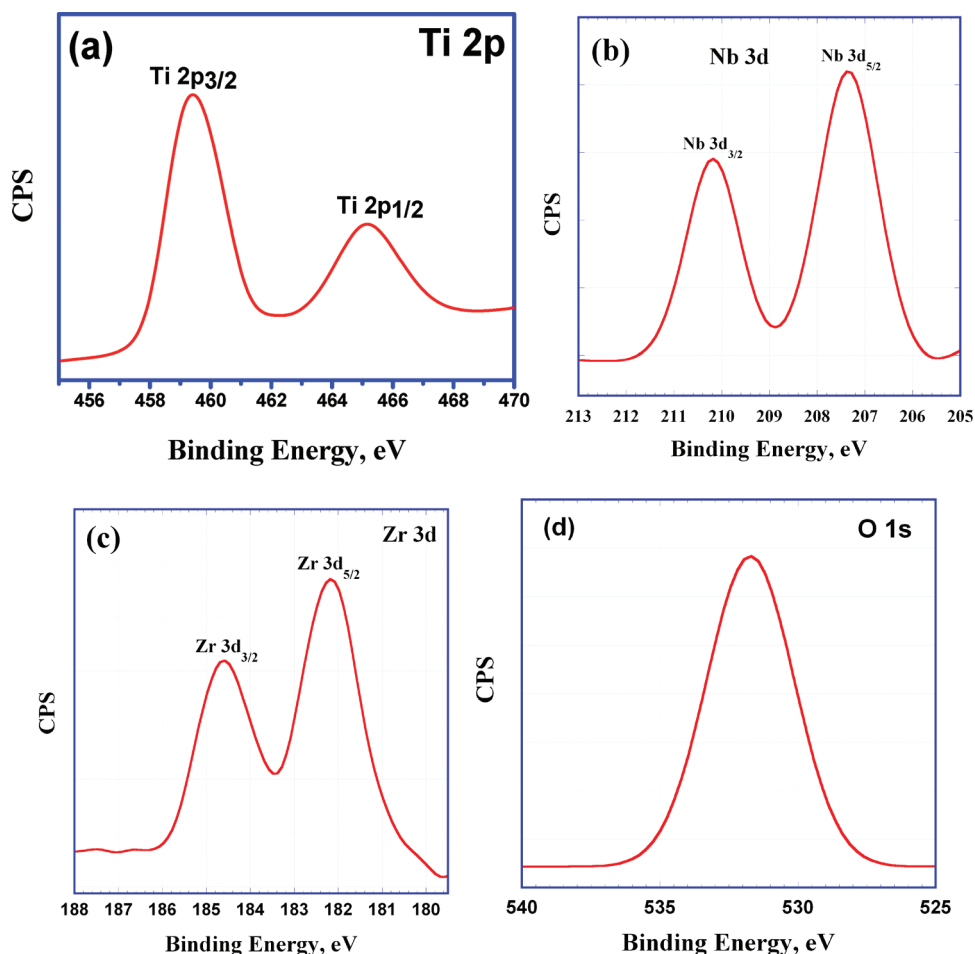 (a)
Ti 2p
Ti 2p3/2
Ti 2p1/2
CPS
456 458 460 462 464 466 468 470
Binding Energy, eV
(b)
Nb 3d
Nb 3d5/2
Nb 3d3/2
CPS
213 212 211 210 209 208 207 206 205
Binding Energy, eV
(c)
Zr 3d
Zr 3d5/2
Zr 3d3/2
CPS
188 187 186 185 184 183 182 181 180
Binding Energy, eV
(d)
O 1s
CPS
540 535 530 525
Binding Energy, eV